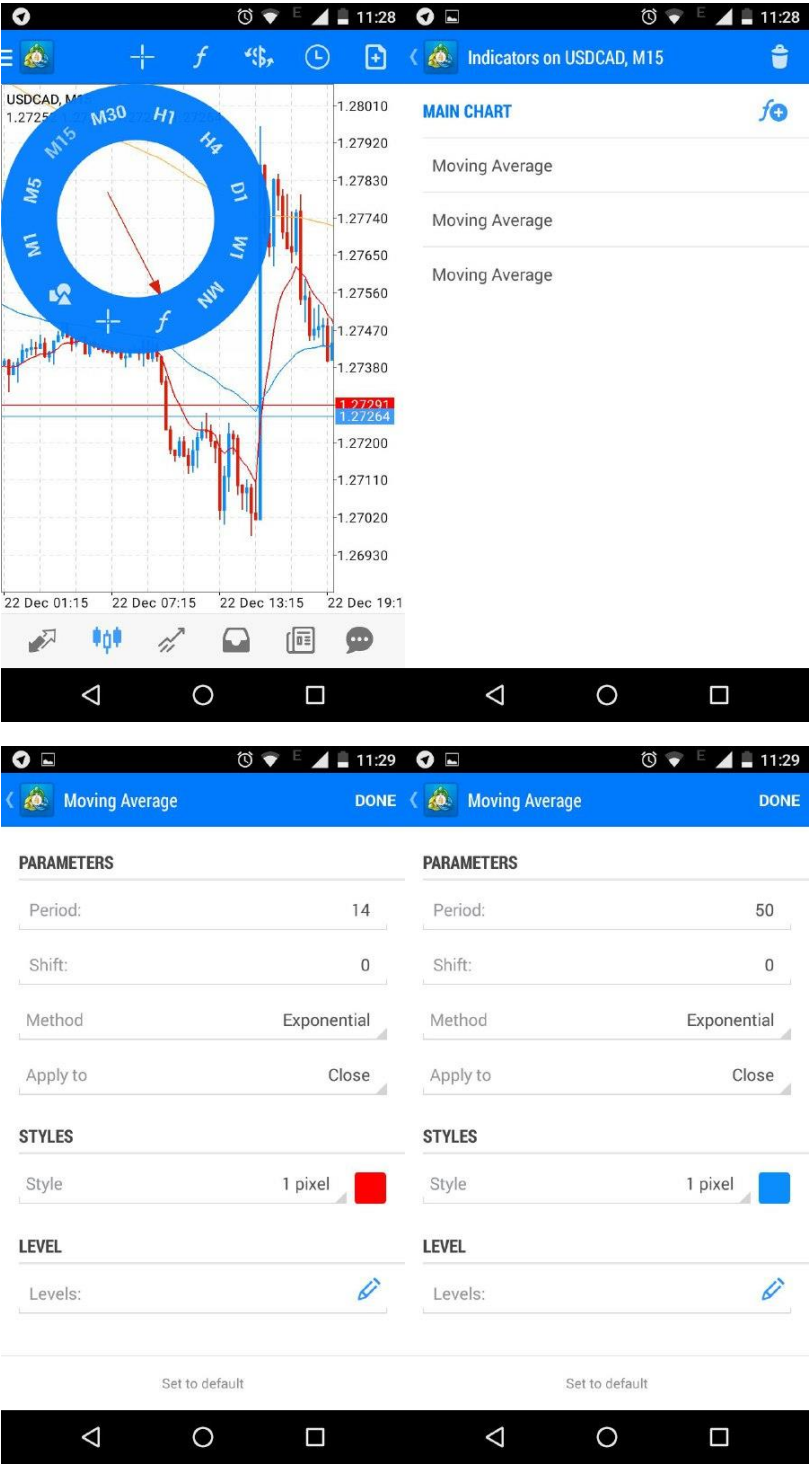 E 11:28
USDCAD, M
1.2725
M1
M5
M15
M30
H1
H4
D1
W1
MN
f
1.28010
1.27920
1.27830
1.27740
1.27650
1.27560
1.27470
1.27380
1.27291
1.27264
1.27200
1.27110
1.27020
1.26930
22 Dec 01:15 22 Dec 07:15 22 Dec 13:15 22 Dec 19:1
E 11:28
Indicators on USDCAD, M15
MAIN CHART
Moving Average
Moving Average
Moving Average
E 11:29
Moving Average DONE
PARAMETERS
Period: 14
Shift: 0
Method Exponential
Apply to Close
STYLES
Style 1 pixel
LEVEL
Levels:
Set to default
E 11:29
Moving Average DONE
PARAMETERS
Period: 50
Shift: 0
Method Exponential
Apply to Close
STYLES
Style 1 pixel
LEVEL
Levels:
Set to default